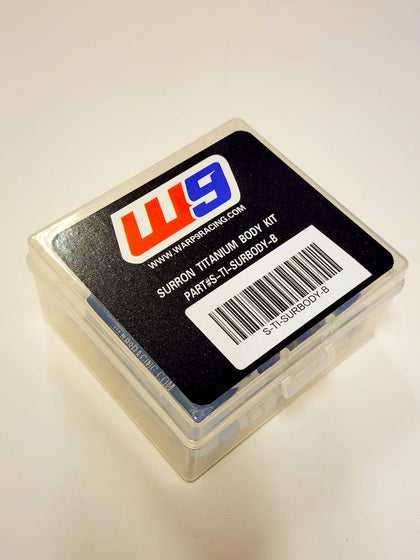 W9
WWW.WARP9RACING.COM
SURRON TITANIUM BODY KIT
PART#S-TI-SURBODY-B
S-TI-SURBODY-B